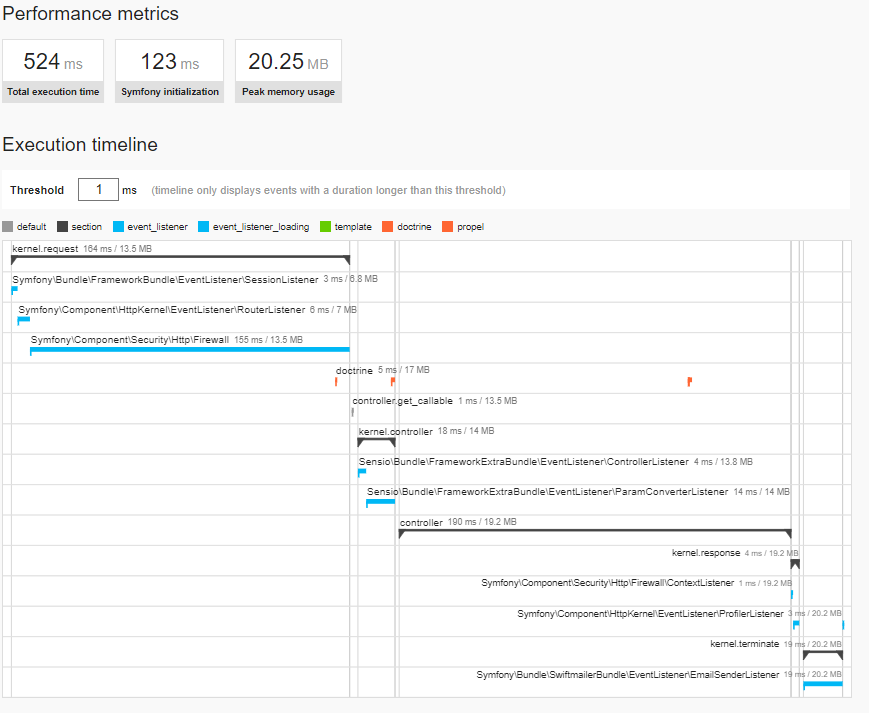 Performance metrics
524 ms 123 ms 20.25 MB
Total execution time Symfony initialization Peak memory usage
Execution timeline
Threshold 1 ms (timeline only displays events with a duration longer than this threshold)
default section event_listener event_listener_loading template doctrine propel
kernel.request 164 ms / 13.5 MB
Symfony\Bundle\FrameworkBundle\EventListener\SessionListener 3 ms / 6.8 MB
Symfony\Component\HttpKernel\EventListener\RouterListener 6 ms / 7 MB
Symfony\Component\Security\Http\Firewall 155 ms / 13.5 MB
doctrine 5 ms / 17 MB
controller.get_callable 1 ms / 13.5 MB
kernel.controller 18 ms / 14 MB
Sensio\Bundle\FrameworkExtraBundle\EventListener\ControllerListener 4 ms / 13.8 MB
Sensio\Bundle\FrameworkExtraBundle\EventListener\ParamConverterListener 14 ms / 14 MB
controller 190 ms / 19.2 MB
kernel.response 4 ms / 19.2 MB
Symfony\Component\Security\Http\Firewall\ContextListener 1 ms / 19.2 MB
Symfony\Component\HttpKernel\EventListener\ProfilerListener 3 ms / 20.2 MB
kernel.terminate 19 ms / 20.2 MB
Symfony\Bundle\SwiftmailerBundle\EventListener\EmailSenderListener 19 ms / 20.2 MB